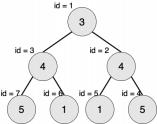 id = 1
3
id = 3
id = 2
4
4
id = 7
id = 6
id = 5
id = 4
5
1
1
5